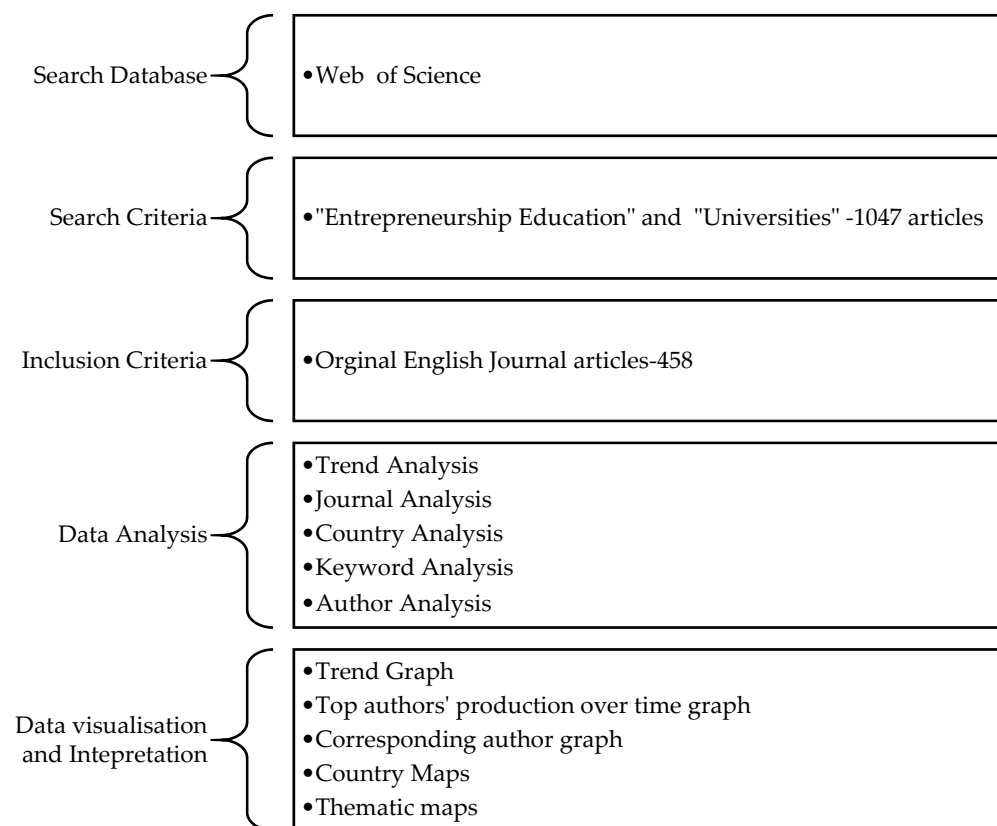 Search Database
•Web of Science
Search Criteria
•"Entrepreneurship Education" and "Universities" -1047 articles
Inclusion Criteria
•Orginal English Journal articles-458
Data Analysis
•Trend Analysis
•Journal Analysis
•Country Analysis
•Keyword Analysis
•Author Analysis
Data visualisation
and Intepretation
•Trend Graph
•Top authors' production over time graph
•Corresponding author graph
•Country Maps
•Thematic maps